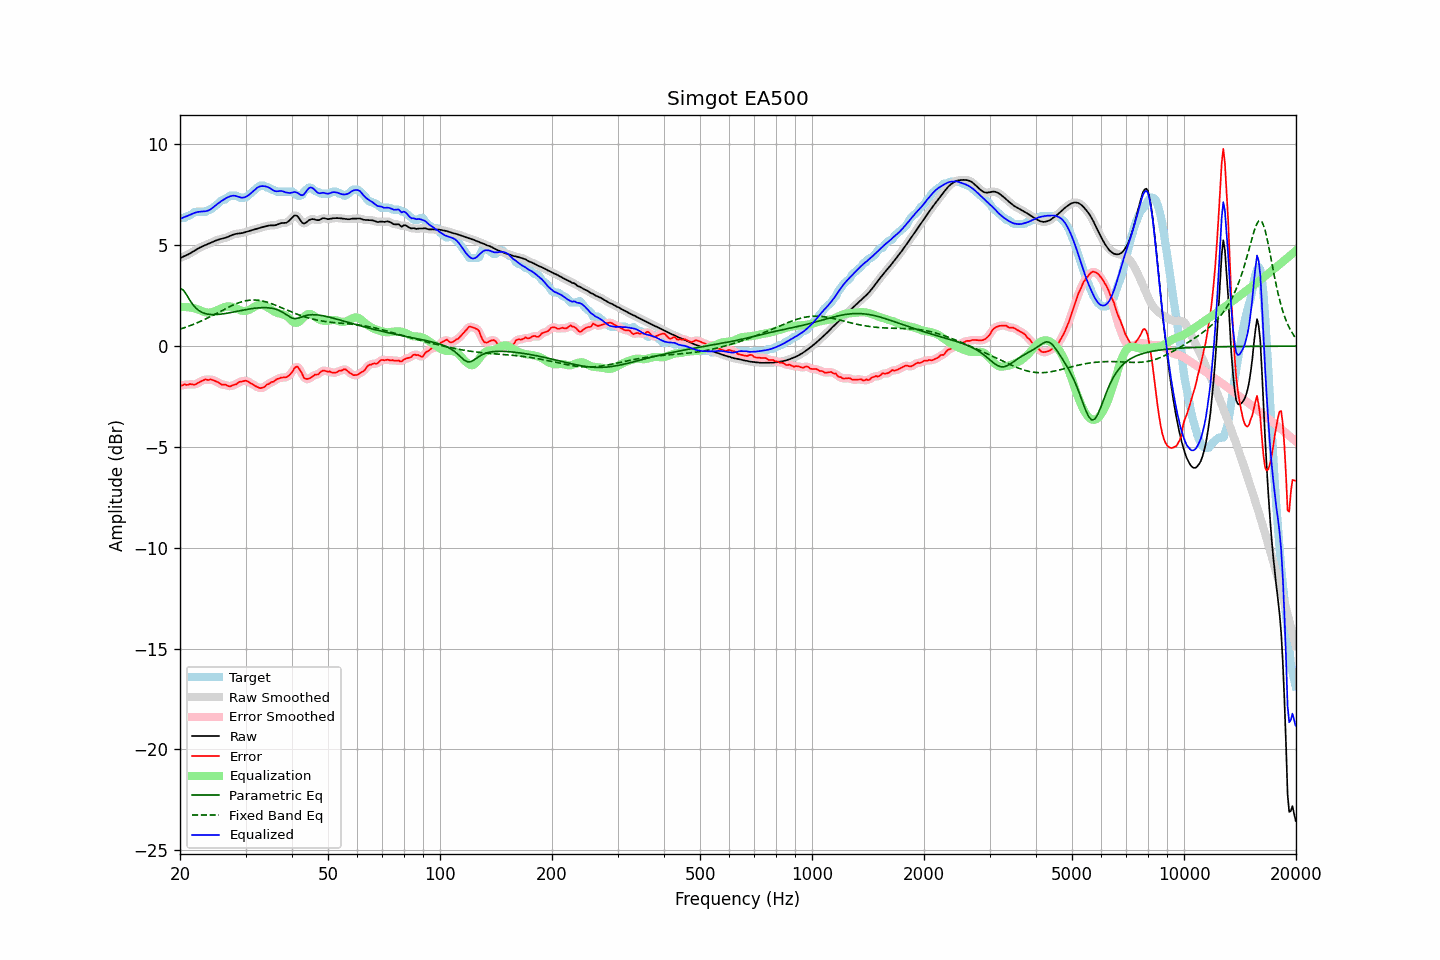 Simgot EA500
10
5
0
−5
−10
−15
−20
−25
Amplitude (dBr)
Target
Raw Smoothed
Error Smoothed
Raw
Error
Equalization
Parametric Eq
Fixed Band Eq
Equalized
20 50 100 200 500 1000 2000 5000 10000 20000
Frequency (Hz)